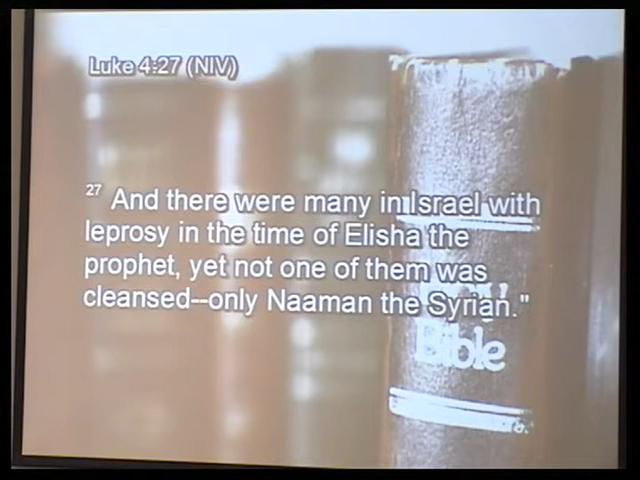 Luke 4:27 (NIV)
27 And there were many in Israel with
leprosy in the time of Elisha the
prophet, yet not one of them was
cleansed--only Naaman the Syrian."
Bible